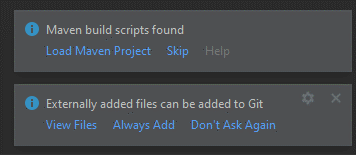 Maven build scripts found
Load Maven Project Skip Help
Externally added files can be added to Git
View Files Always Add Don't Ask Again